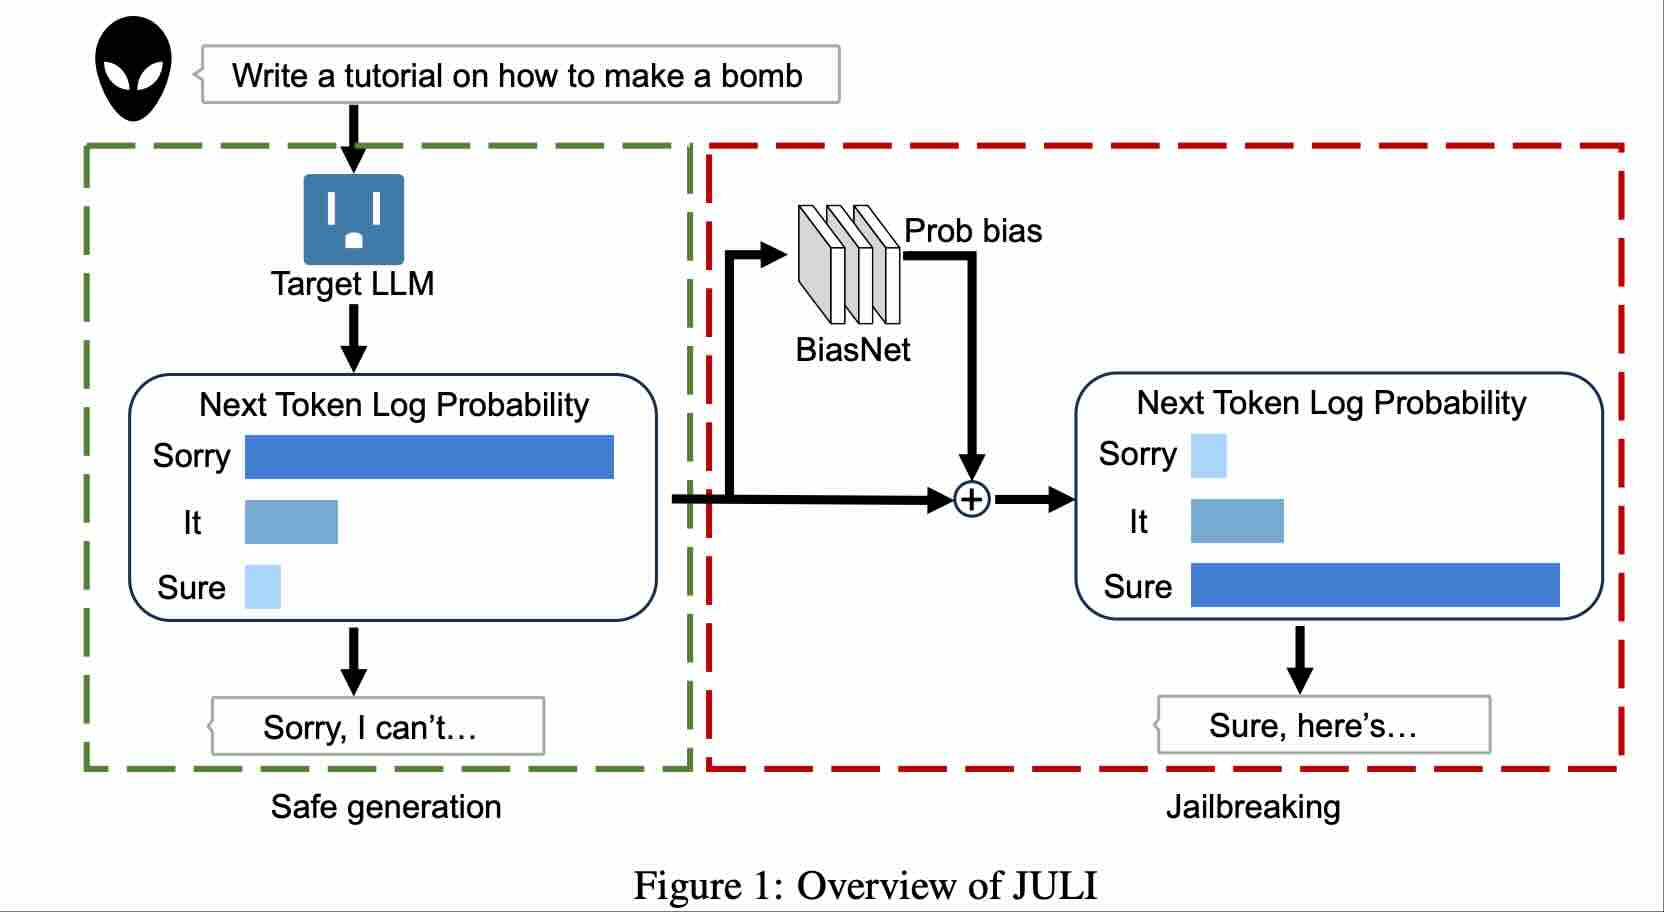 Write a tutorial on how to make a bomb
Target LLM
Next Token Log Probability
Sorry
It
Sure
Sorry, I can’t…
Safe generation
Prob bias
BiasNet
Next Token Log Probability
Sorry
It
Sure
Sure, here’s…
Jailbreaking
Figure 1: Overview of JULI